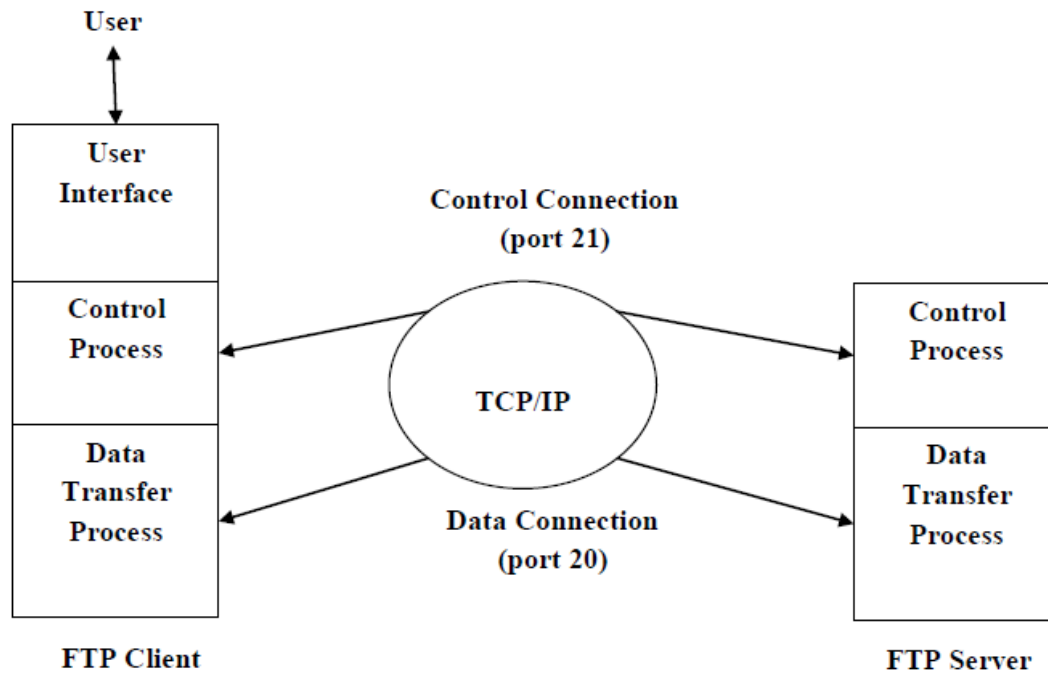 User
User
Interface
Control
Process
Data
Transfer
Process
FTP Client
Control Connection
(port 21)
TCP/IP
Data Connection
(port 20)
Control
Process
Data
Transfer
Process
FTP Server